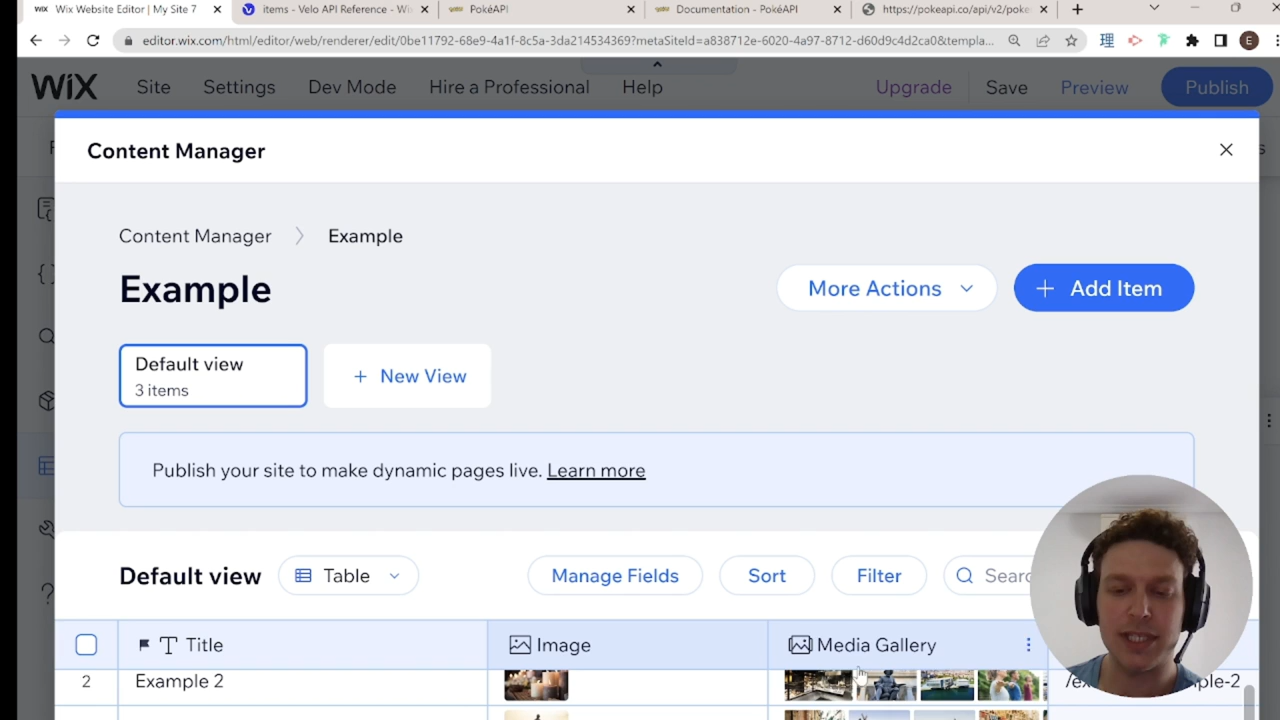 Wix Website Editor | My Site 7
items - Velo API Reference - Wi
PokéAPI
Documentation - PokéAPI
https://pokeapi.co/api/v2/poke
editor.wix.com/html/editor/web/renderer/edit/0be11792-68e9-4a1f-8c5a-3da214534369?metaSiteId=a838712e-6020-4a97-8712-d60d9c4d2ca0&templa...
理
E
WIX
Site
Settings
Dev Mode
Hire a Professional
Help
Upgrade
Save
Preview
Publish
Content Manager
Content Manager
Example
Example
More Actions
+ Add Item
Default view
3 items
+ New View
Publish your site to make dynamic pages live. Learn more
Default view
Table
Manage Fields
Sort
Filter
Searc
T Title
Image
Media Gallery
2
Example 2
mple-2